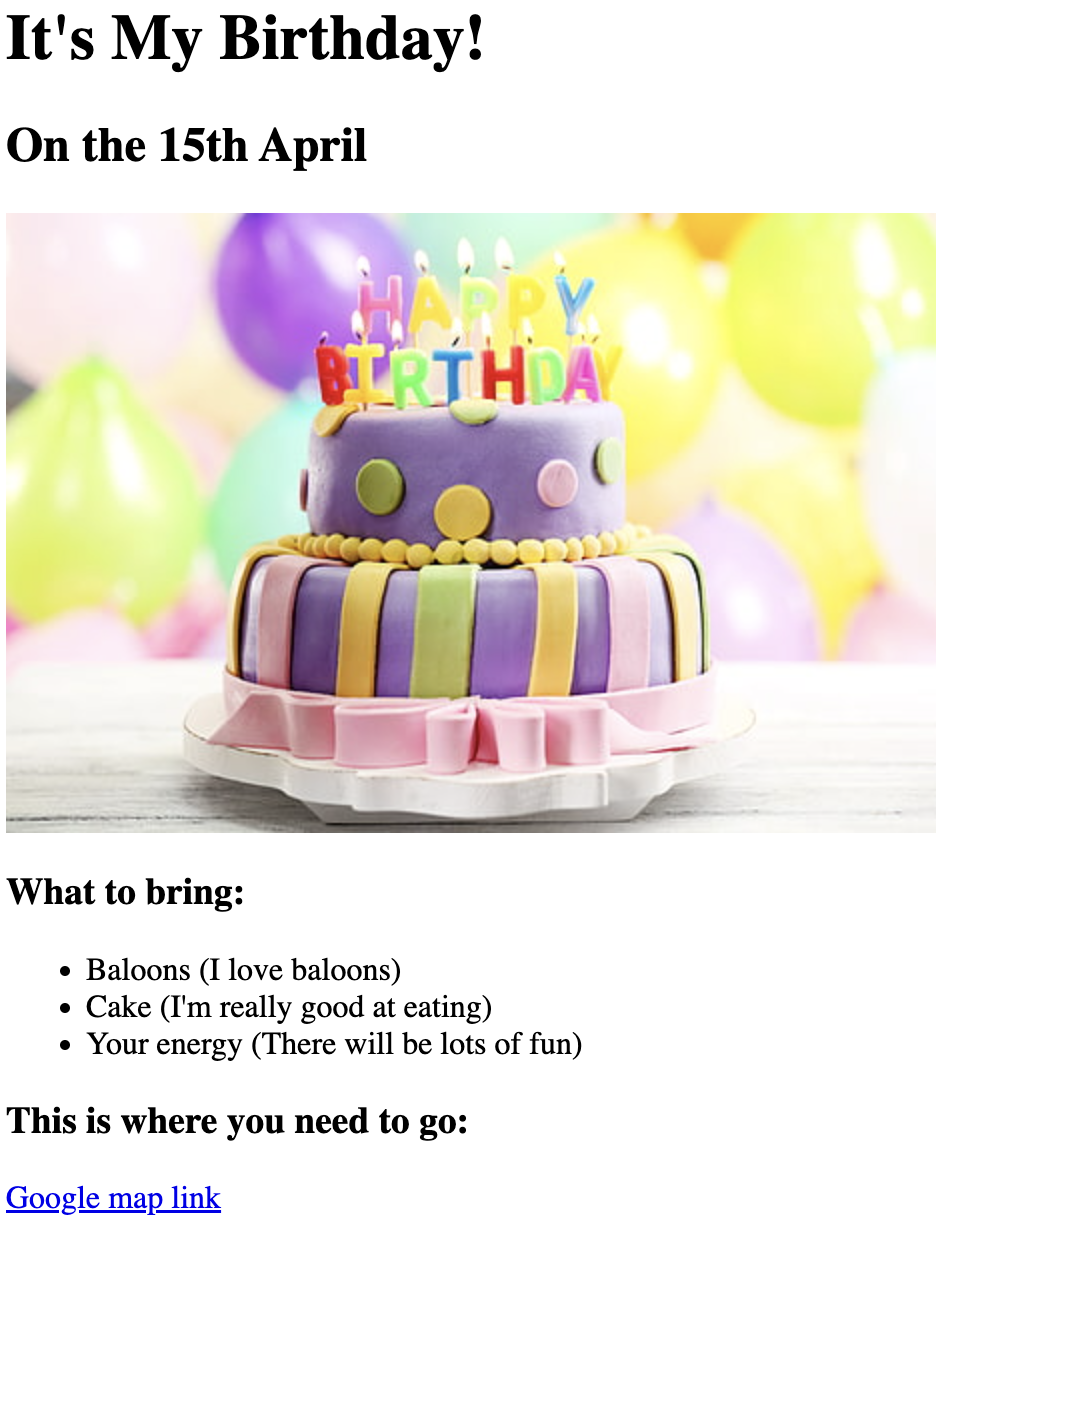 It's My Birthday!
On the 15th April
HAPPY
BIRTHDAY
What to bring:
Baloons (I love baloons)
Cake (I'm really good at eating)
Your energy (There will be lots of fun)
This is where you need to go:
Google map link